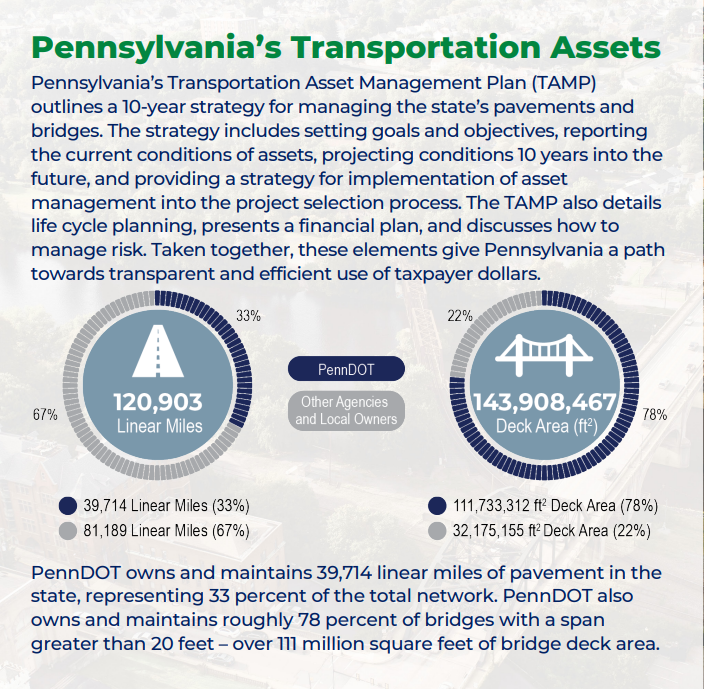 Pennsylvania's Transportation Assets
Pennsylvania's Transportation Asset Management Plan (TAMP)
outlines a 10-year strategy for managing the state's pavements and
bridges. The strategy includes setting goals and objectives, reporting
the current conditions of assets, projecting conditions 10 years into the
future, and providing a strategy for implementation of asset
management into the project selection process. The TAMP also details
life cycle planning, presents a financial plan, and discusses how to
manage risk. Taken together, these elements give Pennsylvania a path
towards transparent and efficient use of taxpayer dollars.
33%
67%
120,903
Linear Miles
PennDOT
Other Agencies
and Local Owners
22%
78%
143,908,467
Deck Area (ft²)
39,714 Linear Miles (33%)
81,189 Linear Miles (67%)
111,733,312 ft² Deck Area (78%)
32,175,155 ft² Deck Area (22%)
PennDOT owns and maintains 39,714 linear miles of pavement in the
state, representing 33 percent of the total network. PennDOT also
owns and maintains roughly 78 percent of bridges with a span
greater than 20 feet – over 111 million square feet of bridge deck area.